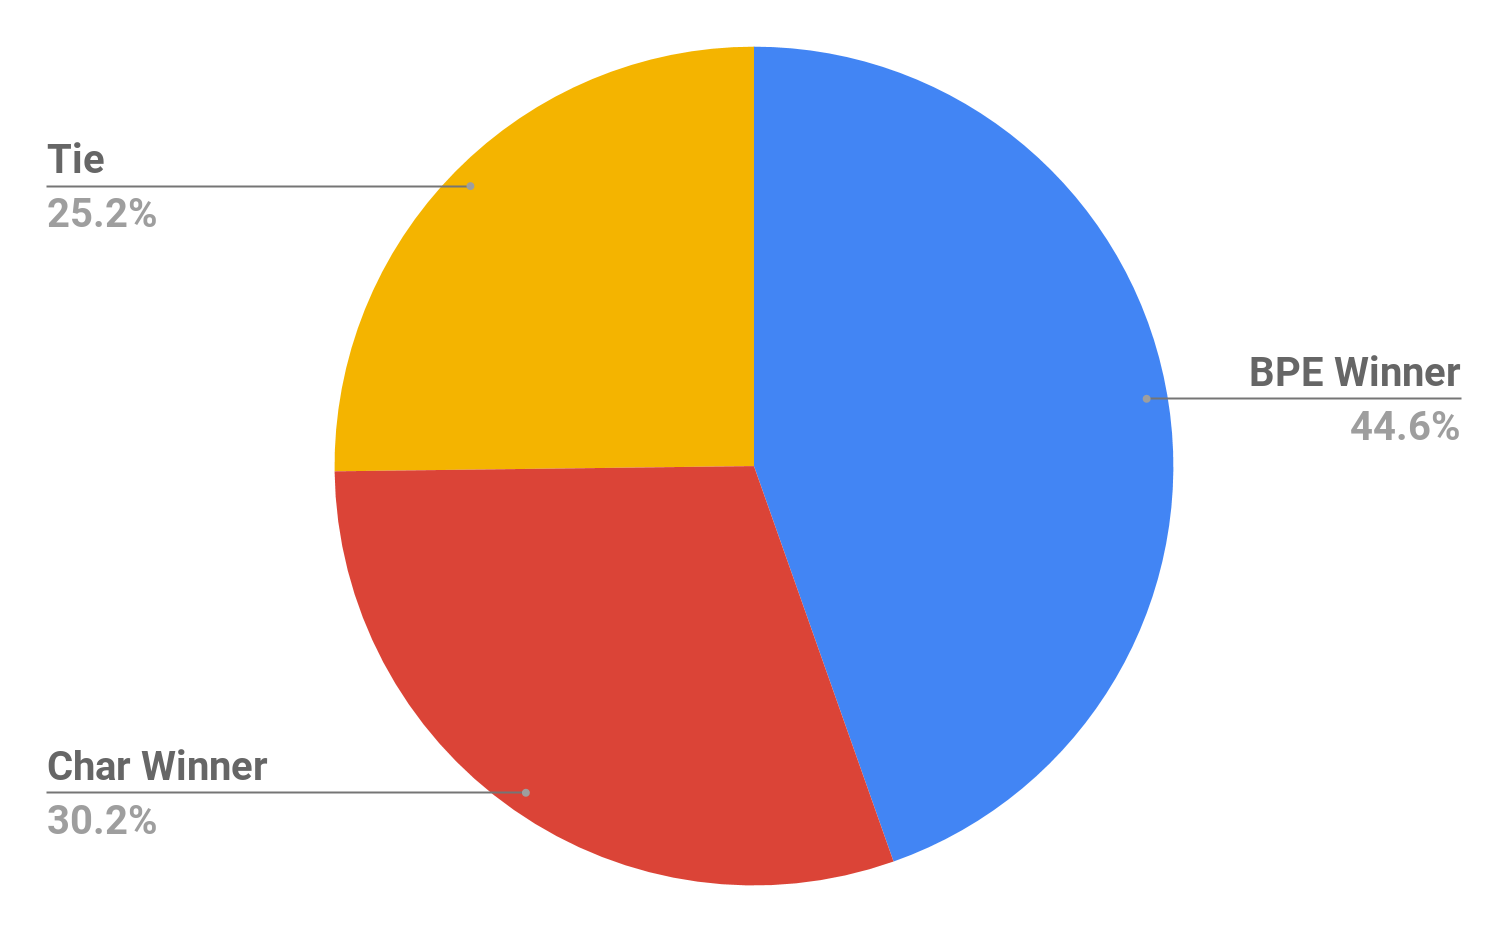 Tie
25.2%
BPE Winner
44.6%
Char Winner
30.2%